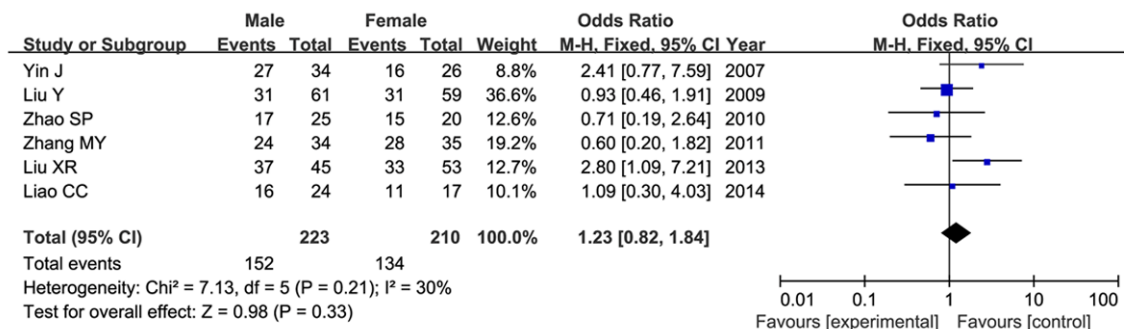 Male Female Odds Ratio Odds Ratio
Study or Subgroup Events Total Events Total Weight M-H, Fixed, 95% CI Year M-H, Fixed, 95% CI
Yin J 27 34 16 26 8.8% 2.41 [0.77, 7.59] 2007
Liu Y 31 61 31 59 36.6% 0.93 [0.46, 1.91] 2009
Zhao SP 17 25 15 20 12.6% 0.71 [0.19, 2.64] 2010
Zhang MY 24 34 28 35 19.2% 0.60 [0.20, 1.82] 2011
Liu XR 37 45 33 53 12.7% 2.80 [1.09, 7.21] 2013
Liao CC 16 24 11 17 10.1% 1.09 [0.30, 4.03] 2014
Total (95% CI) 223 210 100.0% 1.23 [0.82, 1.84]
Total events 152 134
Heterogeneity: Chi² = 7.13, df = 5 (P = 0.21); I² = 30%
Test for overall effect: Z = 0.98 (P = 0.33)
0.01 0.1 1 10 100
Favours [experimental] Favours [control]